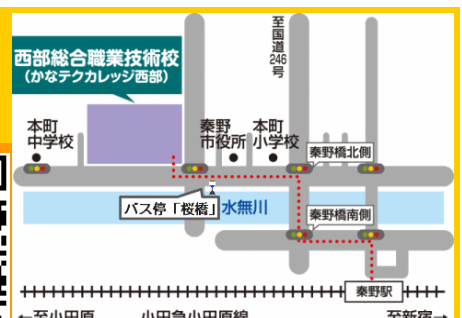 西部総合職業技術校
（かなテクカレッジ西部）
至国道
246
号
本町
中学校
秦野
市役所
本町
小学校
秦野橋北側
バス停「桜橋」
水無川
秦野橋南側
秦野駅
←至小田原
小田急小田原線
至新宿→